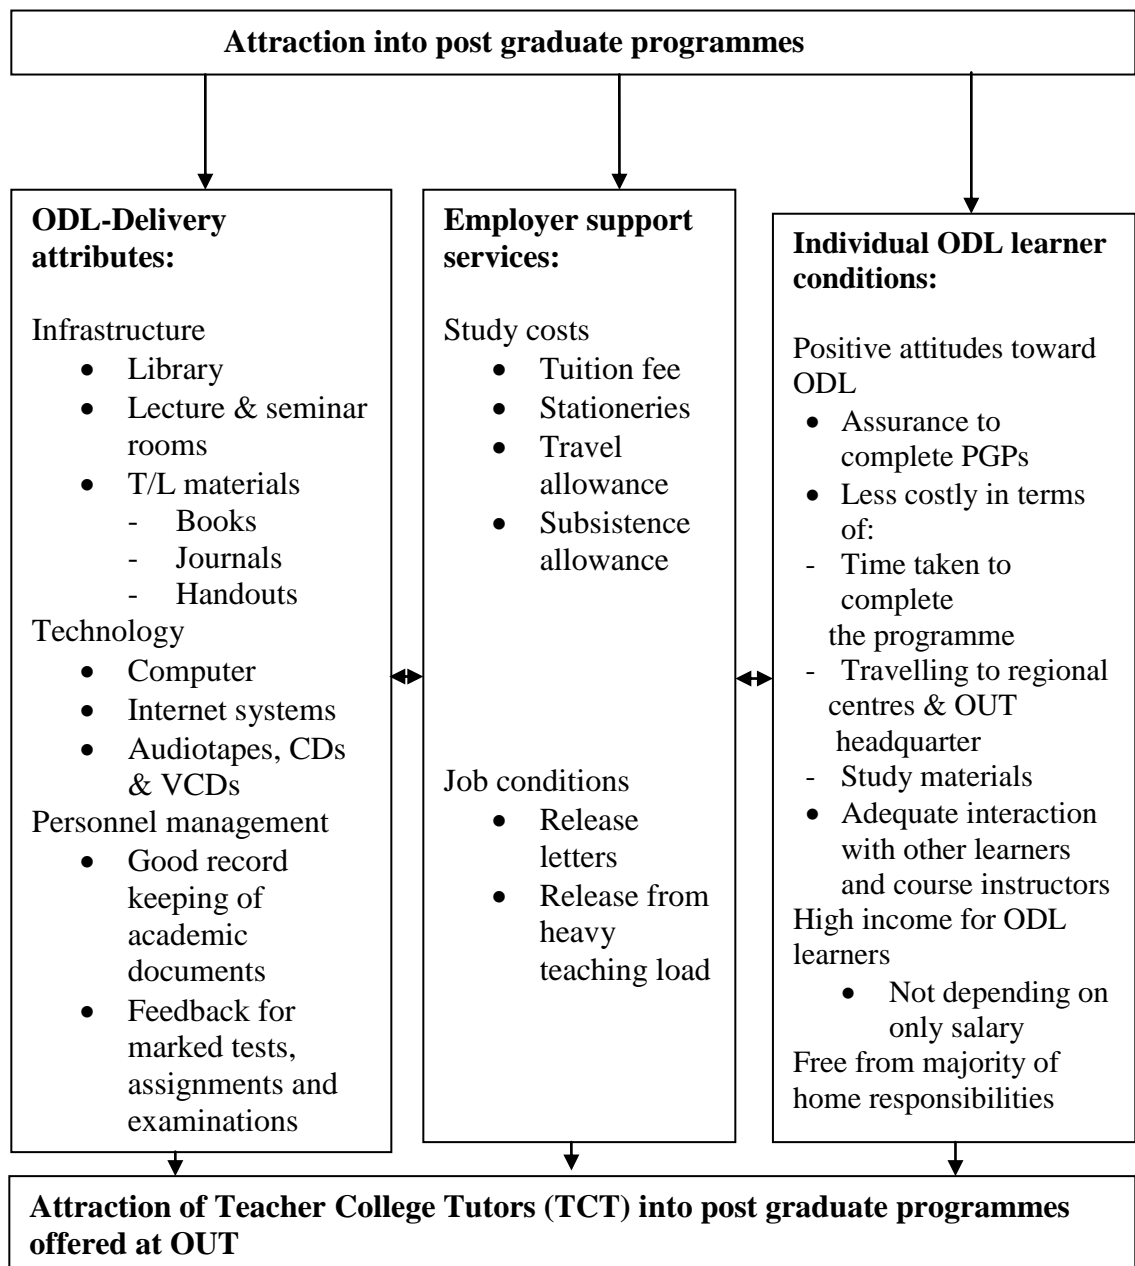 Attraction into post graduate programmes
ODL-Delivery
attributes:
Infrastructure
• Library
• Lecture & seminar
rooms
• T/L materials
- Books
- Journals
- Handouts
Technology
• Computer
• Internet systems
• Audiotapes, CDs
& VCDs
Personnel management
• Good record
keeping of
academic
documents
• Feedback for
marked tests,
assignments and
examinations
Employer support
services:
Study costs
• Tuition fee
• Stationeries
• Travel
allowance
• Subsistence
allowance
Job conditions
• Release
letters
• Release from
heavy
teaching load
Individual ODL learner
conditions:
Positive attitudes toward
ODL
• Assurance to
complete PGPs
• Less costly in terms
of:
- Time taken to
complete
the programme
- Travelling to regional
centres & OUT
headquarter
- Study materials
• Adequate interaction
with other learners
and course instructors
High income for ODL
learners
• Not depending on
only salary
Free from majority of
home responsibilities
Attraction of Teacher College Tutors (TCT) into post graduate programmes
offered at OUT